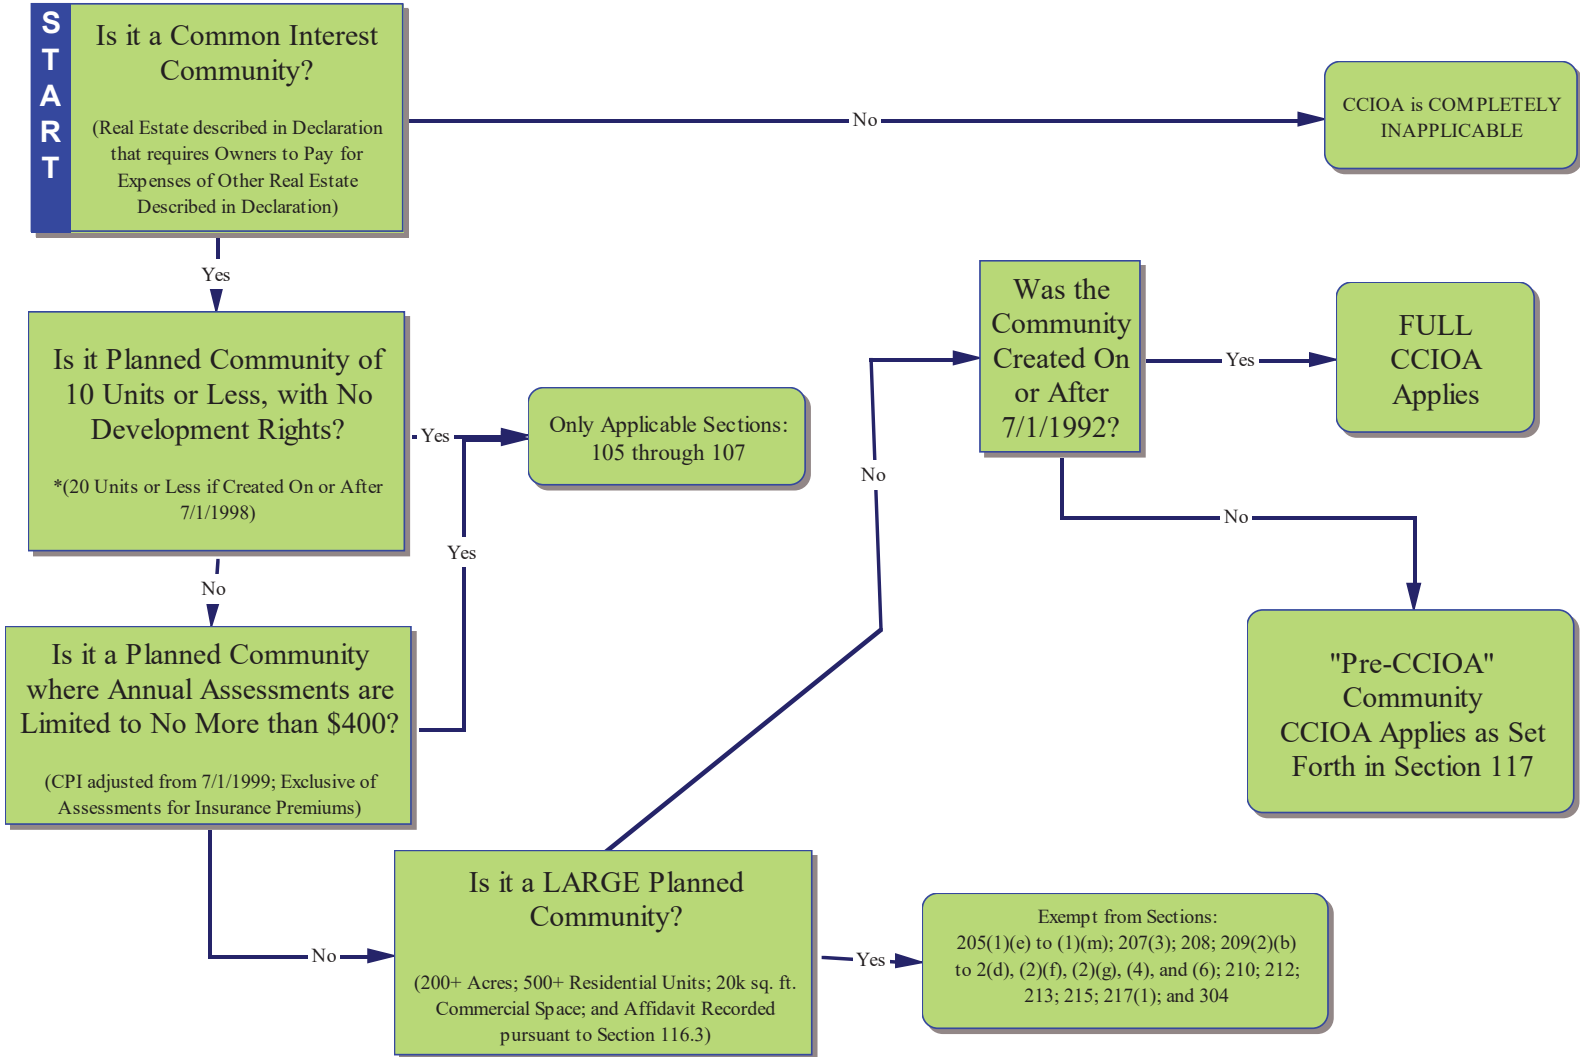 START
Is it a Common Interest
Community?
(Real Estate described in Declaration
that requires Owners to Pay for
Expenses of Other Real Estate
Described in Declaration)
No
CCIOA is COMPLETELY
INAPPLICABLE
Yes
Is it Planned Community of
10 Units or Less, with No
Development Rights?
*(20 Units or Less if Created On or After
7/1/1998)
Yes
Only Applicable Sections:
105 through 107
Yes
No
Is it a Planned Community
where Annual Assessments are
Limited to No More than $400?
(CPI adjusted from 7/1/1999; Exclusive of
Assessments for Insurance Premiums)
No
Is it a LARGE Planned
Community?
(200+ Acres; 500+ Residential Units; 20k sq. ft.
Commercial Space; and Affidavit Recorded
pursuant to Section 116.3)
Yes
Exempt from Sections:
205(1)(e) to (1)(m); 207(3); 208; 209(2)(b)
to 2(d), (2)(f), (2)(g), (4), and (6); 210; 212;
213; 215; 217(1); and 304
No
Was the
Community
Created On
or After
7/1/1992?
Yes
FULL
CCIOA
Applies
No
"Pre-CCIOA"
Community
CCIOA Applies as Set
Forth in Section 117